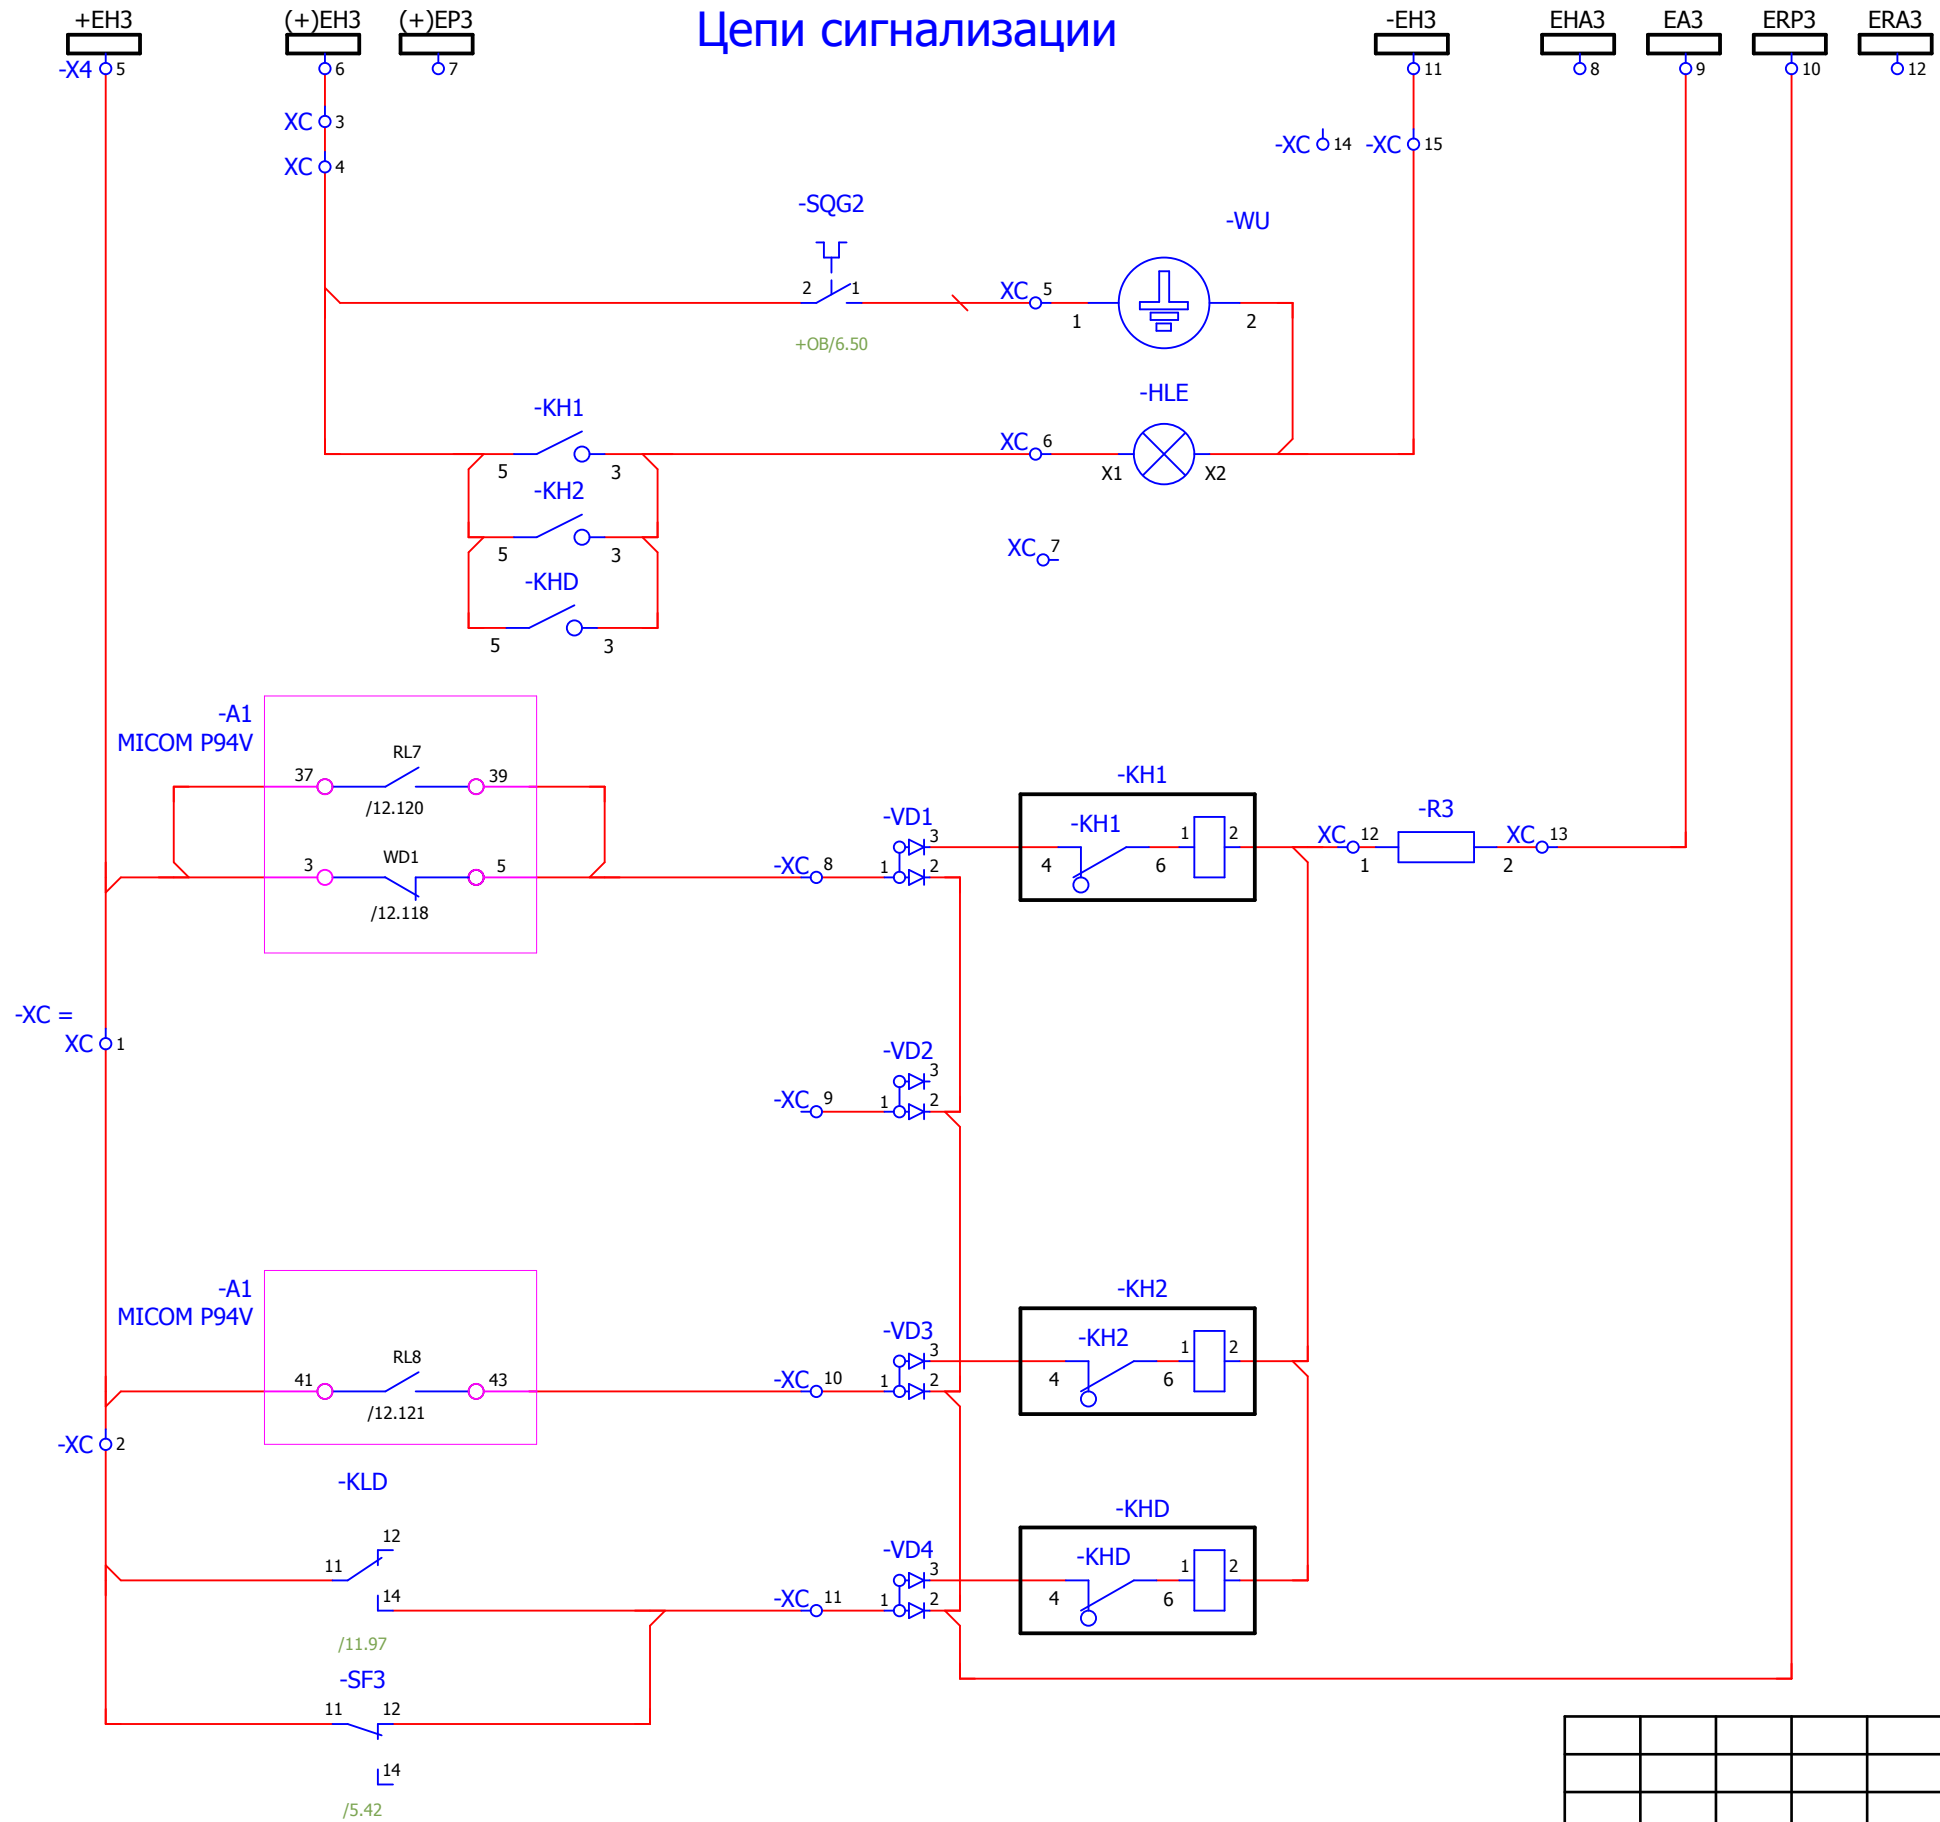 Цепи сигнализации
+EH3 (+)EH3 (+)EP3 -EH3 EHA3 EA3 ERP3 ERA3
-X4 5 6 7 11 8 9 10 12
XC 3
-XC 14 -XC 15
XC 4
-SQG2
-WU
2 1 XC 5
1 2
+OB/6.50
-HLE
-KH1
XC 6
5 3 X1 X2
-KH2
5 3
XC 7
-KHD
5 3
-A1
MICOM P94V
RL7
37 39
/12.120
WD1
3 5
/12.118
-XC 8
-VD1
3
1 2
-KH1
-KH1
1 2
4 6
-R3
XC 12 XC 13
1 2
-XC =
XC 1
-VD2
3
-XC 9 1 2
-A1
MICOM P94V
RL8
41 43
/12.121
-XC 10
-VD3
3
1 2
-KH2
-KH2
1 2
4 6
-XC 2
-KLD
12
11
14
/11.97
-XC 11
-VD4
3
1 2
-KHD
-KHD
1 2
4 6
-SF3
11 12
14
/5.42